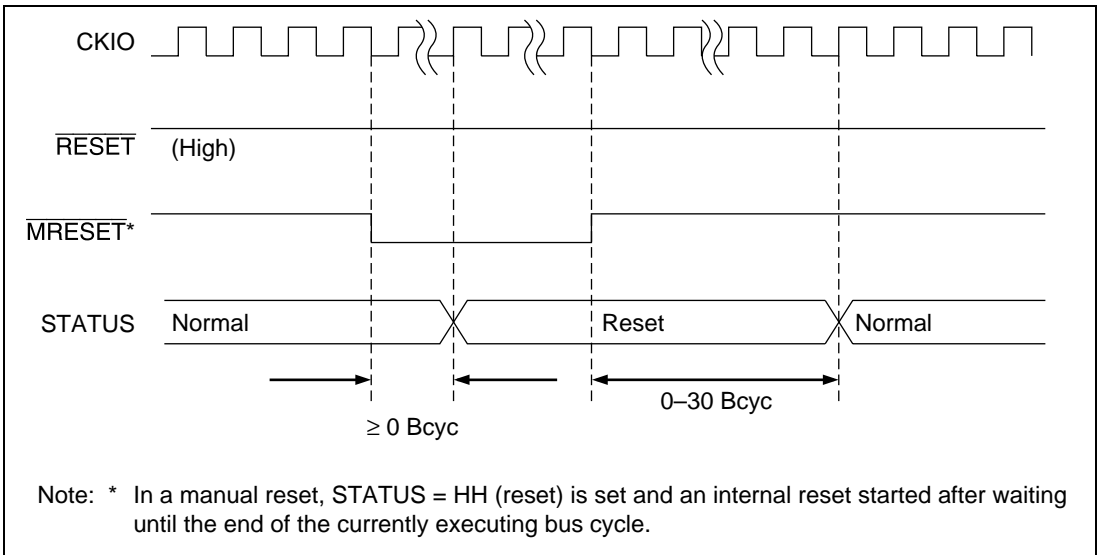 CKIO
RESET
(High)
MRESET*
STATUS
Normal
Reset
Normal
≥ 0 Bcyc
0–30 Bcyc
Note: * In a manual reset, STATUS = HH (reset) is set and an internal reset started after waiting
until the end of the currently executing bus cycle.